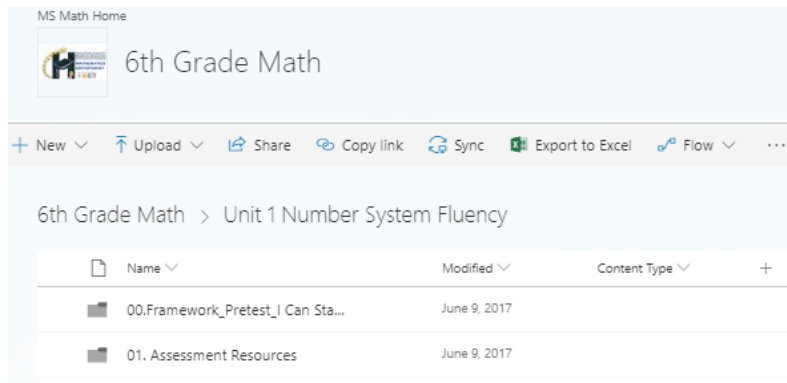 MS Math Home
6th Grade Math
New Upload Share Copy link Sync Export to Excel Flow ...
6th Grade Math > Unit 1 Number System Fluency
Name Modified Content Type
00.Framework_Pretest_I Can Sta... June 9, 2017
01. Assessment Resources June 9, 2017